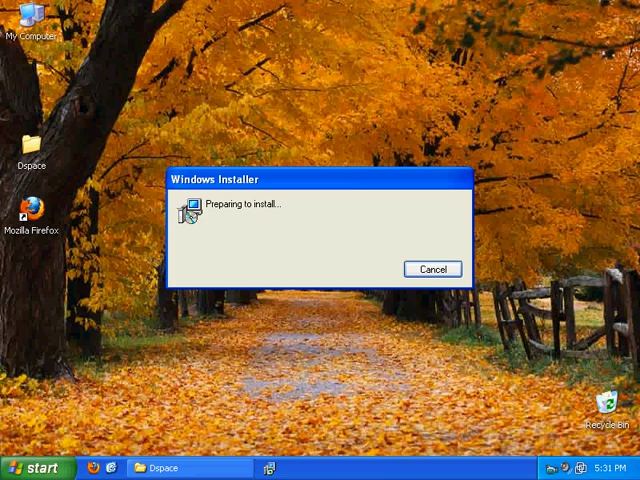 My Computer
Dspace
Mozilla Firefox
Windows Installer
Preparing to install...
Cancel
Recycle Bin
start
Dspace
5:31 PM